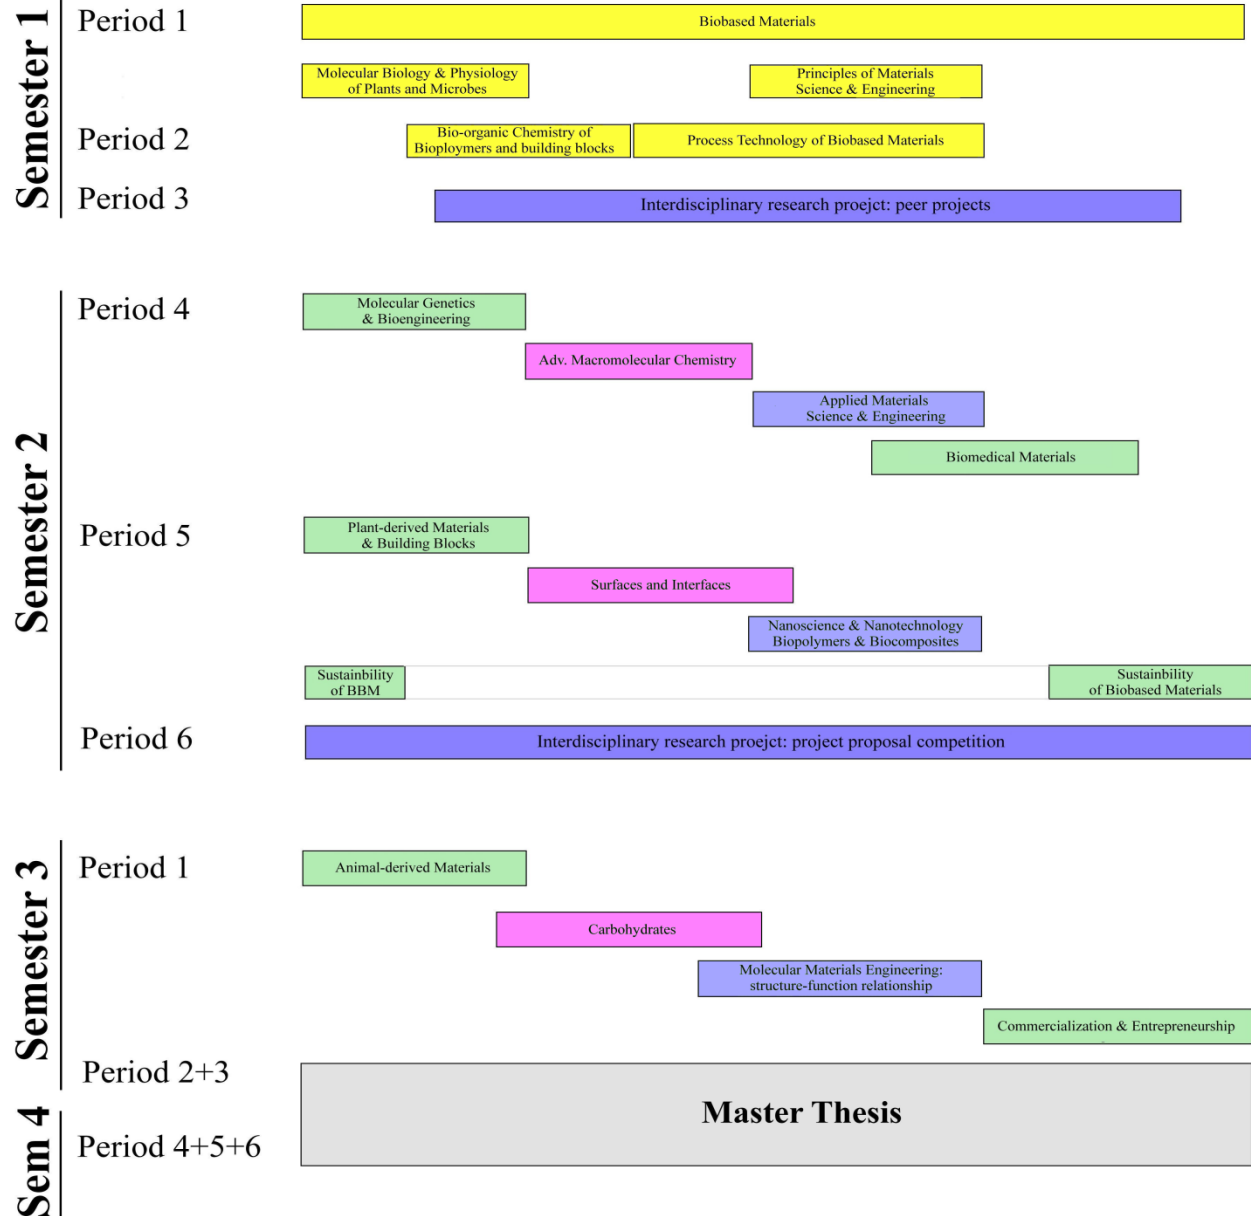 Semester 1
Period 1
Biobased Materials
Molecular Biology & Physiology
of Plants and Microbes
Principles of Materials
Science & Engineering
Period 2
Bio-organic Chemistry of
Bioploymers and building blocks
Process Technology of Biobased Materials
Period 3
Interdisciplinary research proejct: peer projects
Semester 2
Period 4
Molecular Genetics
& Bioengineering
Adv. Macromolecular Chemistry
Applied Materials
Science & Engineering
Biomedical Materials
Period 5
Plant-derived Materials
& Building Blocks
Surfaces and Interfaces
Nanoscience & Nanotechnology
Biopolymers & Biocomposites
Sustainbility
of BBM
Sustainbility
of Biobased Materials
Period 6
Interdisciplinary research proejct: project proposal competition
Semester 3
Period 1
Animal-derived Materials
Carbohydrates
Molecular Materials Engineering:
structure-function relationship
Commercialization & Entrepreneurship
Period 2+3
Master Thesis
Sem 4
Period 4+5+6